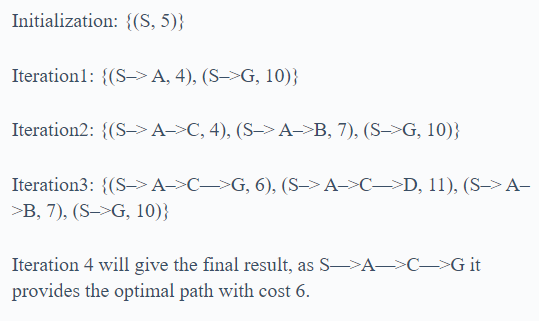 Initialization: {(S, 5)}
Iteration1: {(S–> A, 4), (S–>G, 10)}
Iteration2: {(S–> A–>C, 4), (S–> A–>B, 7), (S–>G, 10)}
Iteration3: {(S–> A–>C—>G, 6), (S–> A–>C—>D, 11), (S–> A–
>B, 7), (S–>G, 10)}
Iteration 4 will give the final result, as S—>A—>C—>G it
provides the optimal path with cost 6.